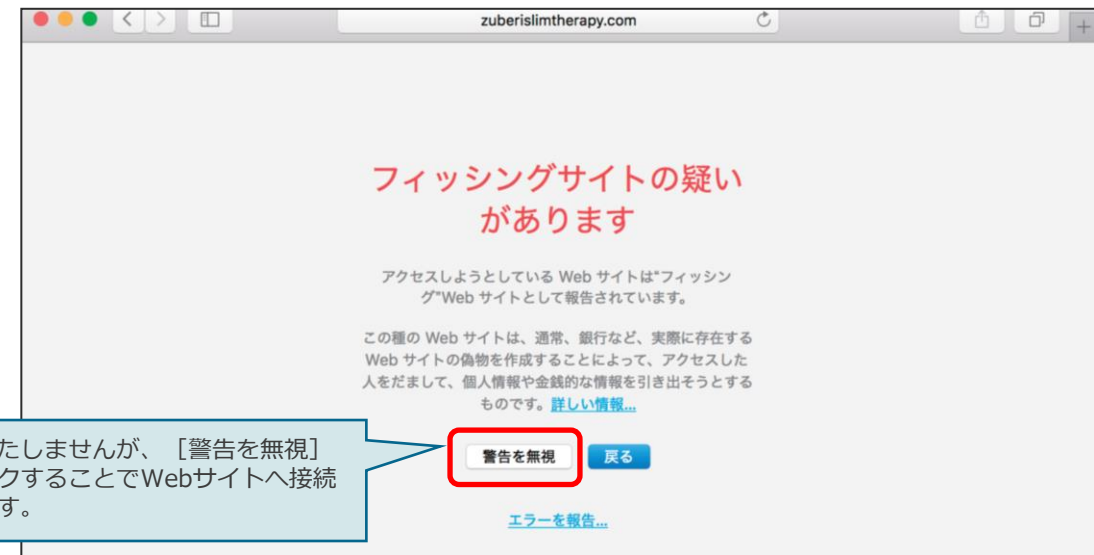 zuberislimtherapy.com
フィッシングサイトの疑い
があります
アクセスしようとしている Web サイトは"フィッシン
グ"Web サイトとして報告されています。
この種の Web サイトは、通常、銀行など、実際に存在する
Web サイトの偽物を作成することによって、アクセスした
人をだまして、個人情報や金銭的な情報を引き出そうとする
ものです。詳しい情報...
たしませんが、［警告を無視］
クすることでWebサイトへ接続
す。
警告を無視 戻る
エラーを報告...